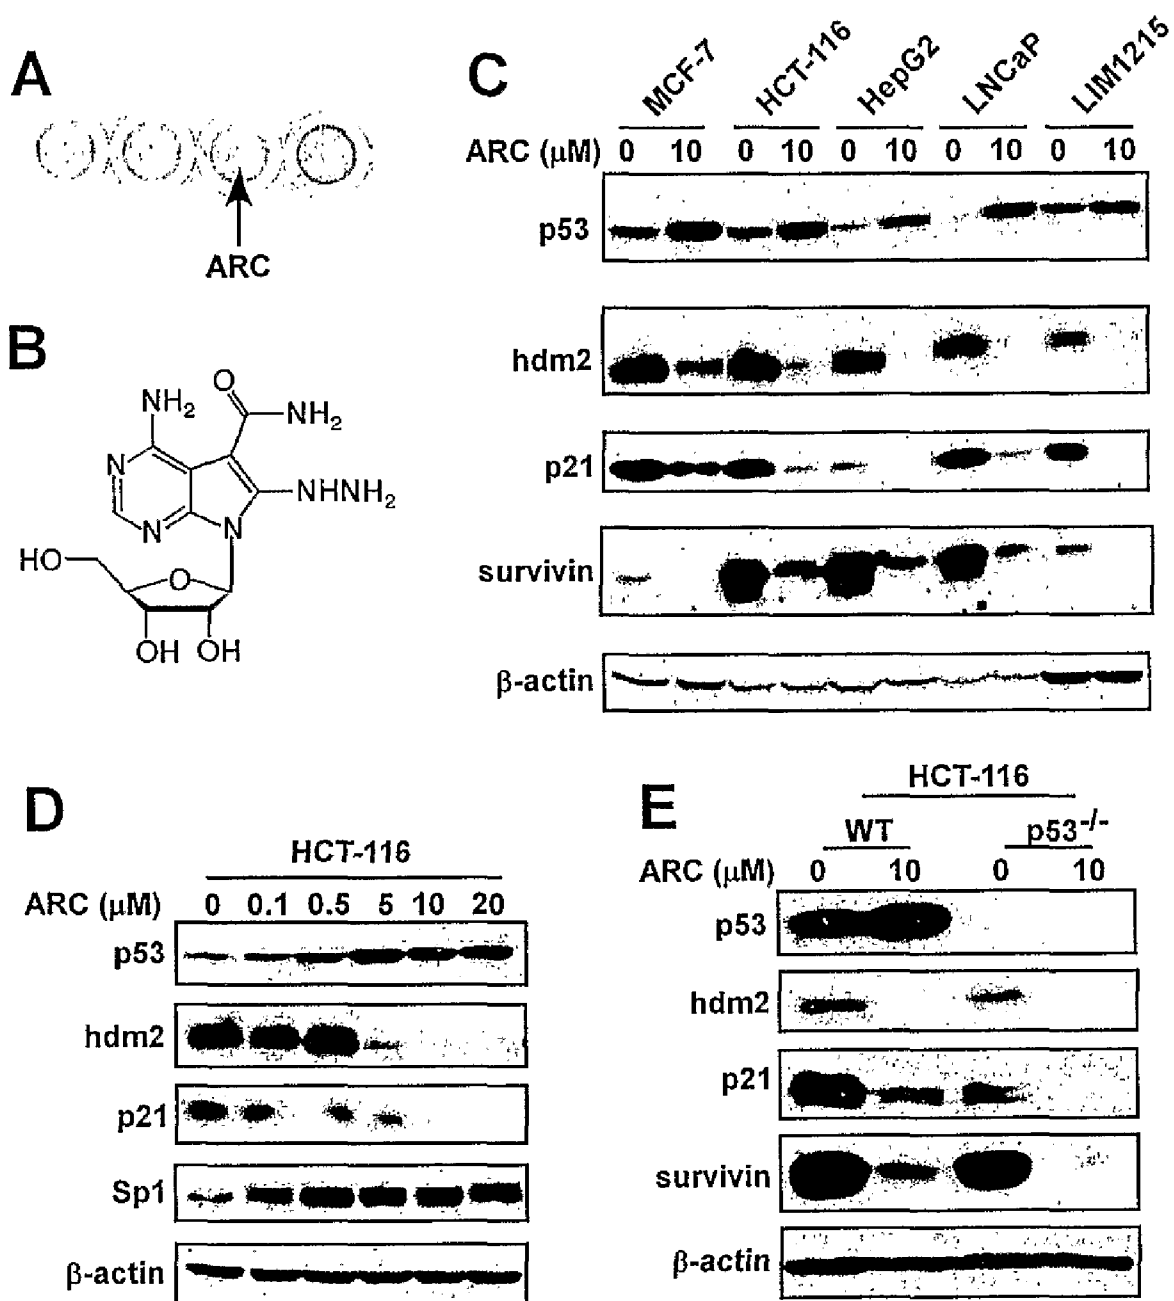 A
ARC
B
NH2
O
NH2
N
N
N
NHNH2
HO
O
OH OH
C
MCF-7 HCT-116 HepG2 LNCaP LIM1215
ARC (μM) 0 10 0 10 0 10 0 10 0 10
p53
hdm2
p21
survivin
β-actin
D
HCT-116
ARC (μM) 0 0.1 0.5 5 10 20
p53
hdm2
p21
Sp1
β-actin
E
HCT-116
WT p53-/-
ARC (μM) 0 10 0 10
p53
hdm2
p21
survivin
β-actin